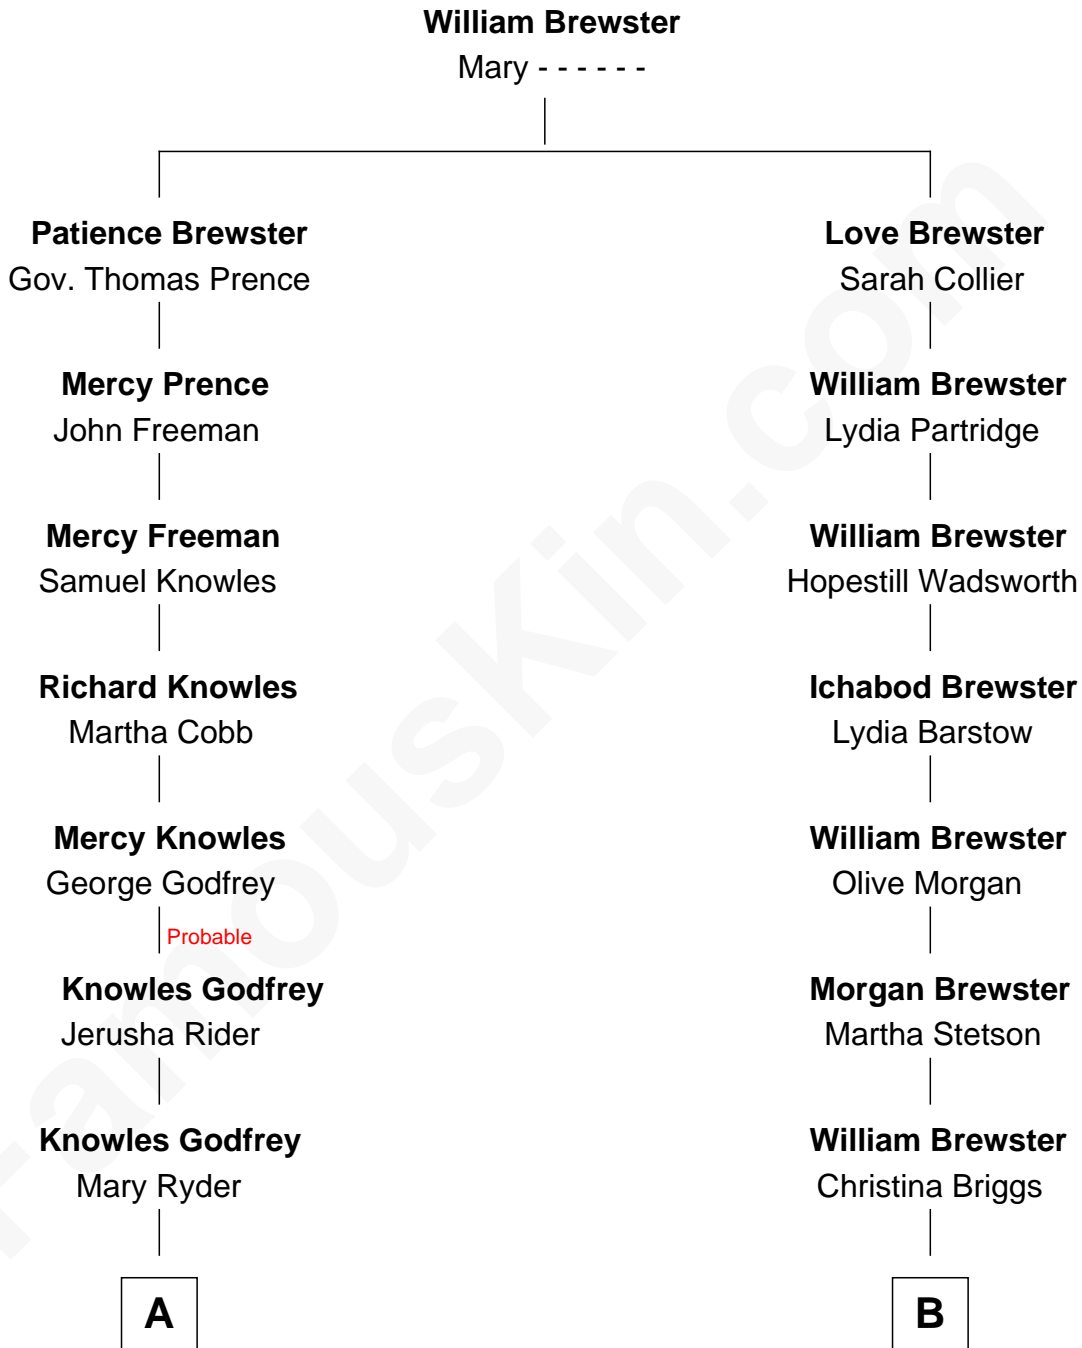 William Brewster
Mary - - - - - -
Patience Brewster
Gov. Thomas Prence
Love Brewster
Sarah Collier
Mercy Prence
John Freeman
William Brewster
Lydia Partridge
Mercy Freeman
Samuel Knowles
William Brewster
Hopestill Wadsworth
Richard Knowles
Martha Cobb
Ichabod Brewster
Lydia Barstow
Mercy Knowles
George Godfrey
William Brewster
Olive Morgan
Probable
Knowles Godfrey
Jerusha Rider
Morgan Brewster
Martha Stetson
Knowles Godfrey
Mary Ryder
William Brewster
Christina Briggs
A
B
FamousKin.com